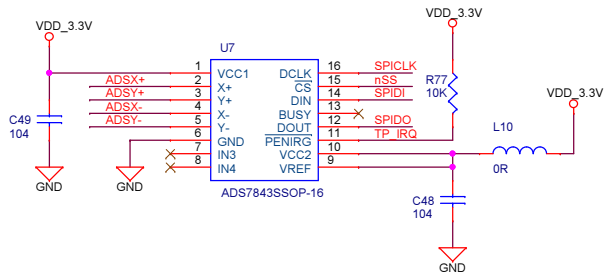 VDD_3.3V
VDD_3.3V
U7
1 VCC1 DCLK 16 SPICLK
ADSX+ 2 X+ CS 15 nSS
ADSY+ 3 Y+ DIN 14 SPIDI
ADSX- 4 X- BUSY 13
ADSY- 5 Y- DOUT 12 SPIDO
6 GND PENIRG 11 TP_IRQ
7 IN3 VCC2 10
8 IN4 VREF 9
ADS7843SSOP-16
C49
104
GND
GND
R77
10K
VDD_3.3V
L10
0R
C48
104
GND